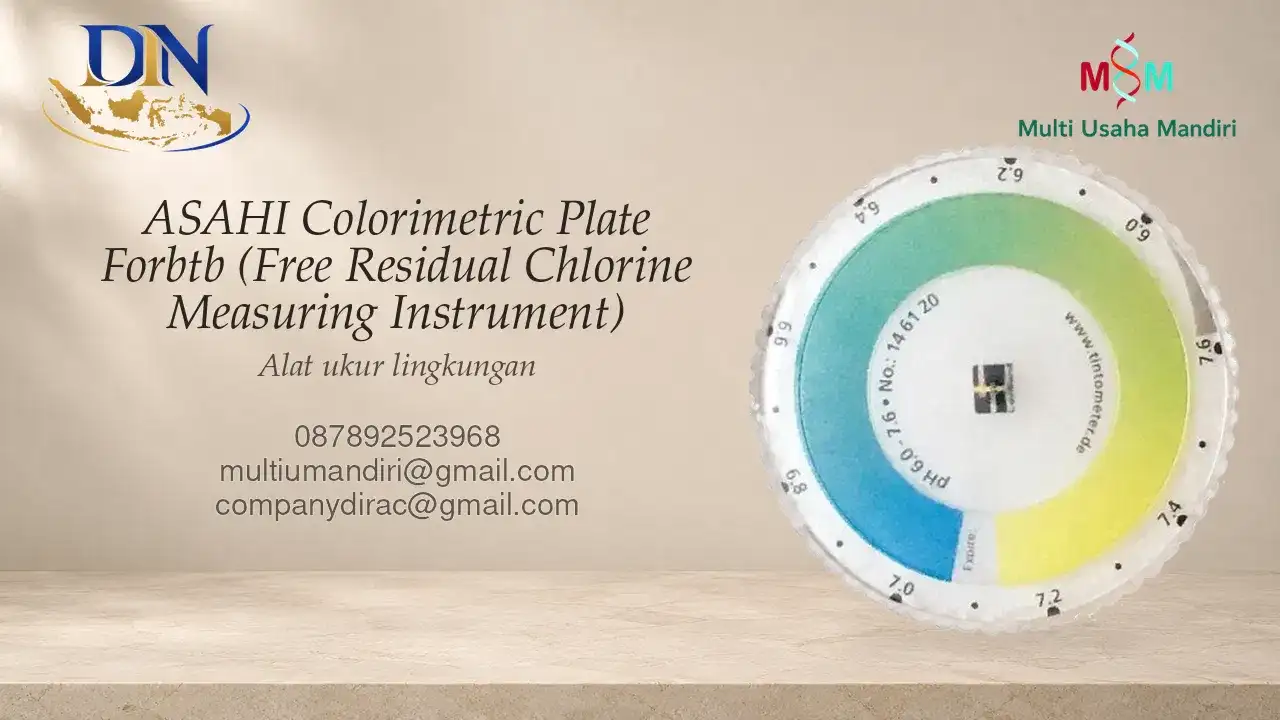 DIN
M M
Multi Usaha Mandiri
ASAHI Colorimetric Plate
Forbtb (Free Residual Chlorine
Measuring Instrument)
Alat ukur lingkungan
087892523968
multiumandiri@gmail.com
companydirac@gmail.com
6.2
6.0
7.6
7.4
7.2
7.0
6.8
6.6
6.4
pH 6.0 - 7.6 • No.: 14 61 20
www.tintometer.de
Expire: